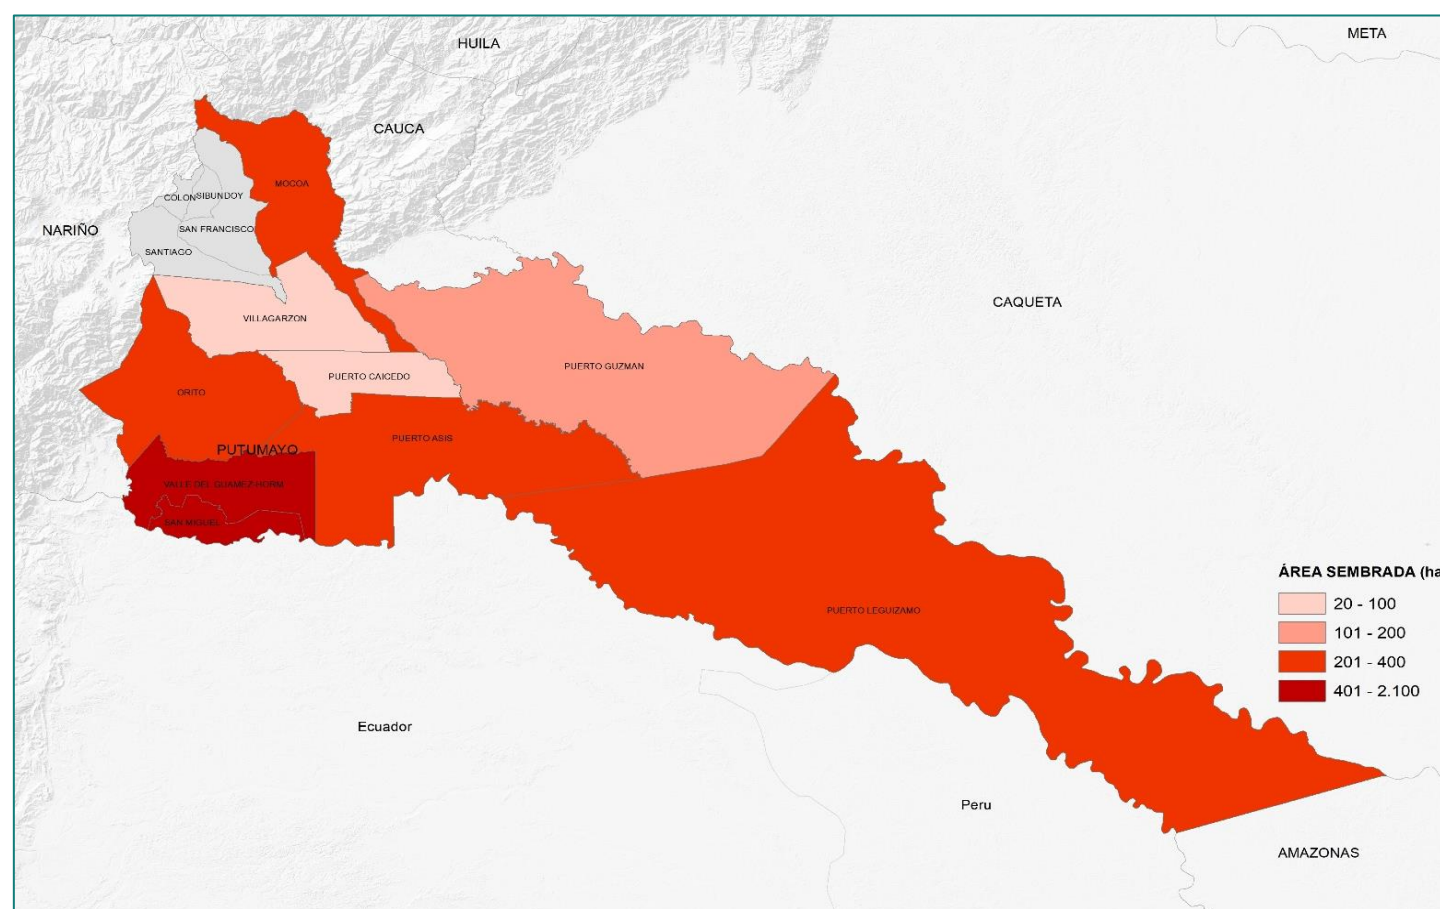 META
HUILA
CAUCA
MOCOA
COLON
SIBUNDOY
NARIÑO
SAN FRANCISCO
SANTIAGO
CAQUETA
VILLAGARZON
PUERTO GUZMAN
PUERTO CAICEDO
ORITO
PUERTO ASIS
PUTUMAYO
VALLE DEL GUAMEZ-HORM
SAN MIGUEL
ÁREA SEMBRADA (ha
20 - 100
101 - 200
201 - 400
401 - 2.100
PUERTO LEGUIZAMO
Ecuador
Peru
AMAZONAS